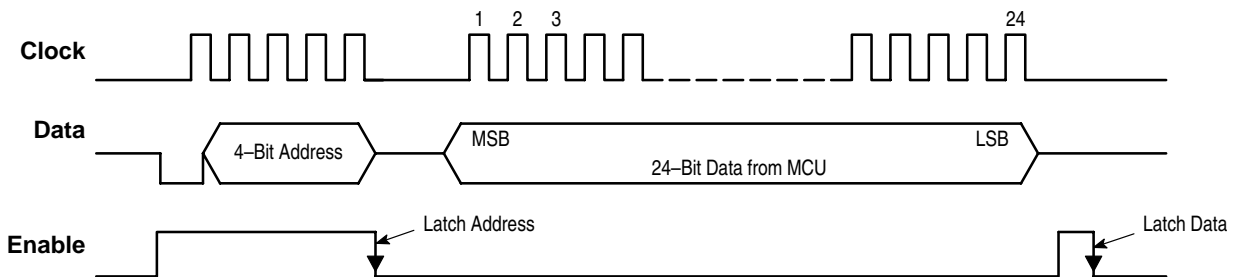 1 2 3 24
Clock
Data
4–Bit Address
MSB
LSB
24–Bit Data from MCU
Enable
Latch Address
Latch Data